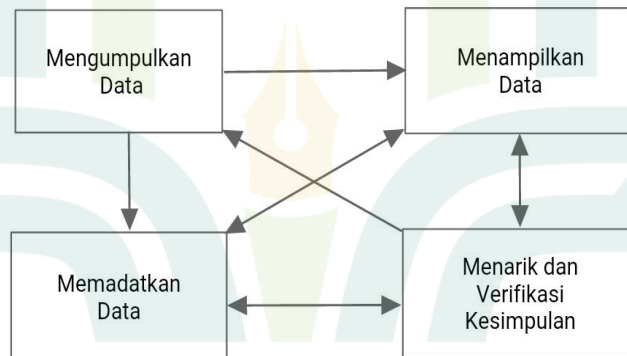 Mengumpulkan
Data
Menampilkan
Data
Memadatkan
Data
Menarik dan
Verifikasi
Kesimpulan